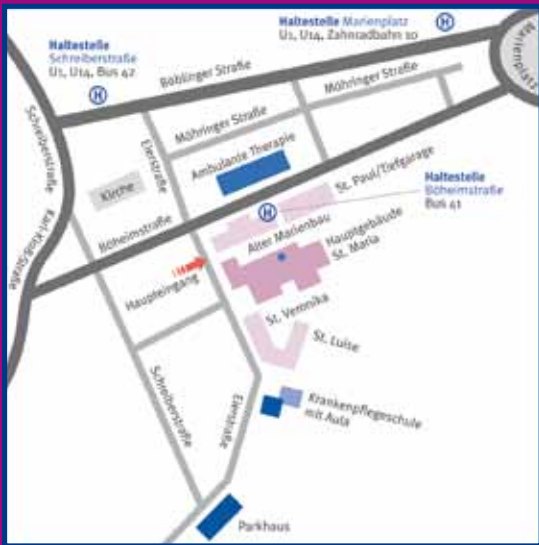 Haltestelle Marienplatz
U1, U14, Zahnradbahn 10
H
Marienplatz
Haltestelle
Schreiberstraße
U1, U14, Bus 42
H
Böblinger Straße
Möhringer Straße
Möhringer Straße
Schreiberstraße
Eierstraße
Ambulante Therapie
Kirche
St. Paul/Tiefgarage
Haltestelle
Böheimstraße
Bus 41
H
Böheimstraße
Alter Marienbau
Hauptgebäude
St. Maria
Karl-Kloß-Straße
Haupteingang
St. Veronika
St. Luise
Schreiberstraße
Eierstraße
Krankenpflegeschule
mit Aula
Parkhaus